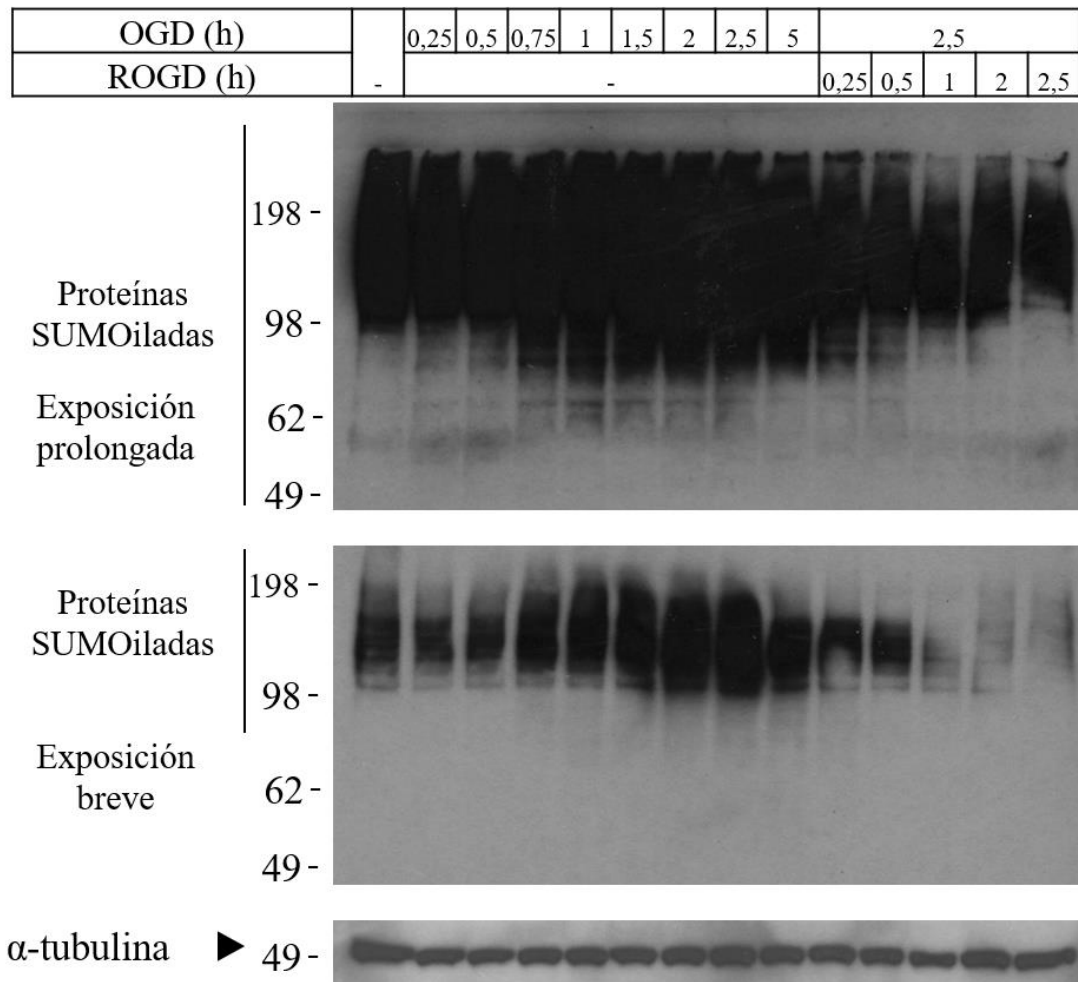 OGD (h) 0,25 0,5 0,75 1 1,5 2 2,5 5 2,5
ROGD (h) - - 0,25 0,5 1 2 2,5
198 -
Proteínas
98 -
SUMOiladas
Exposición
62 -
prolongada
49 -
198 -
Proteínas
SUMOiladas
98 -
Exposición
62 -
breve
49 -
α-tubulina ► 49 -